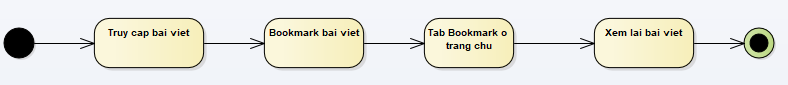 Truy cap bai viet
Bookmark bai viet
Tab Bookmark o
trang chu
Xem lai bai viet